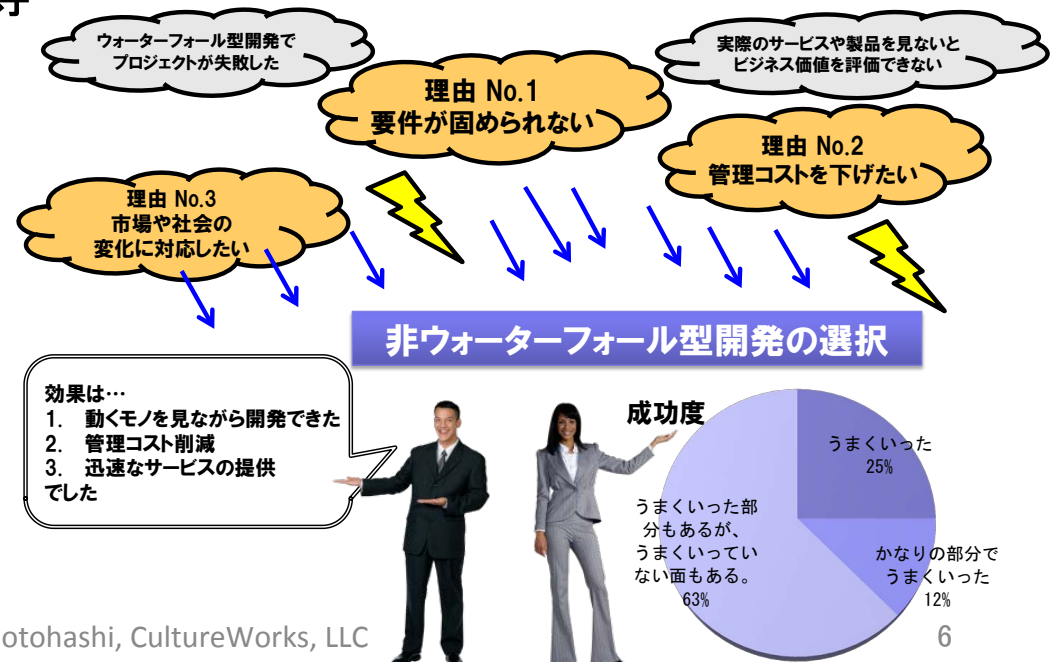 ウォーターフォール型開発で
プロジェクトが失敗した
実際のサービスや製品を見ないと
ビジネス価値を評価できない
理由 No.1
要件が固められない
理由 No.2
管理コストを下げたい
理由 No.3
市場や社会の
変化に対応したい
非ウォーターフォール型開発の選択
効果は…
1. 動くモノを見ながら開発できた
2. 管理コスト削減
3. 迅速なサービスの提供
でした
成功度
うまくいった
25%
うまくいった部
分もあるが、
うまくいってい
ない面もある。
63%
かなりの部分で
うまくいった
12%
otohashi, CultureWorks, LLC
6